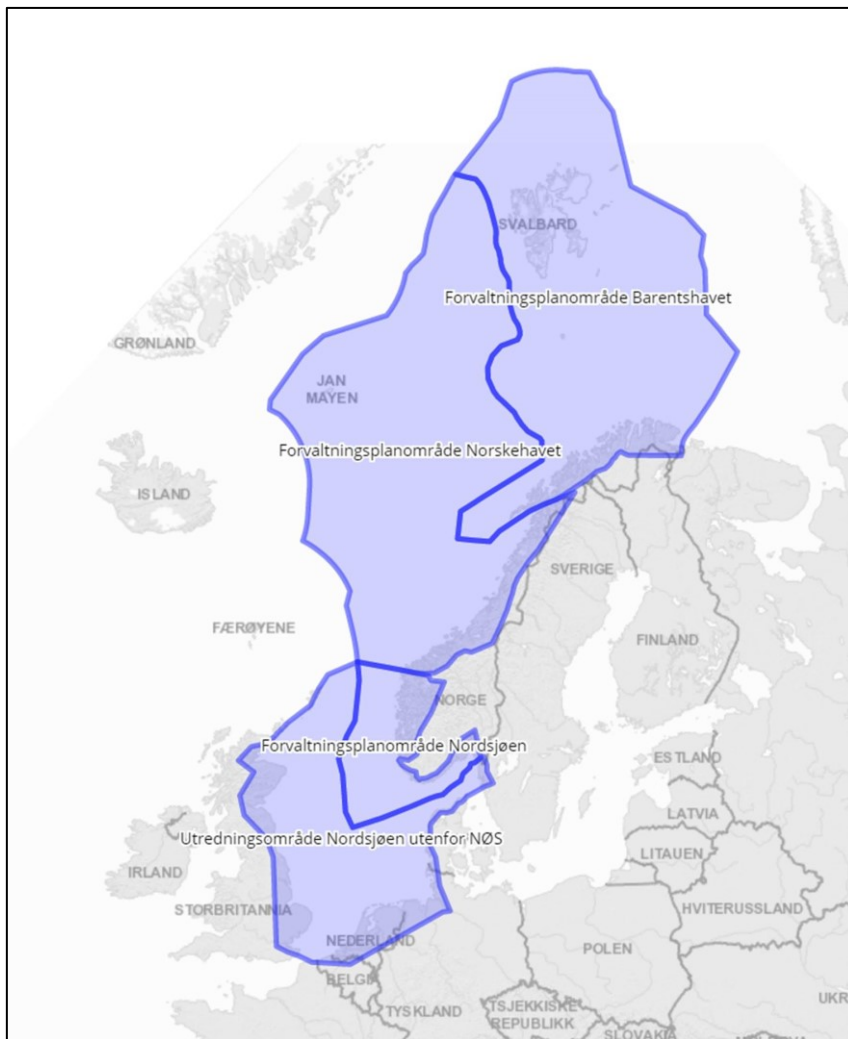 SVALBARD
Forvaltningsplanområde Barentshavet
GRØNLAND
JAN
MAYEN
Forvaltningsplanområde Norskehavet
ISLAND
SVERIGE
FÆRØYENE
FINLAND
NORGE
Forvaltningsplanområde Nordsjøen
ESTLAND
LATVIA
Utredningsområde Nordsjøen utenfor NØS
LITAUEN
IRLAND
STORBRITANNIA
HVITERUSSLAND
NEDERLAND
POLEN
BELGI
UKR
TYSKLAND
TSJEKKISKE
REPUBLIKK
SLOVAKIA